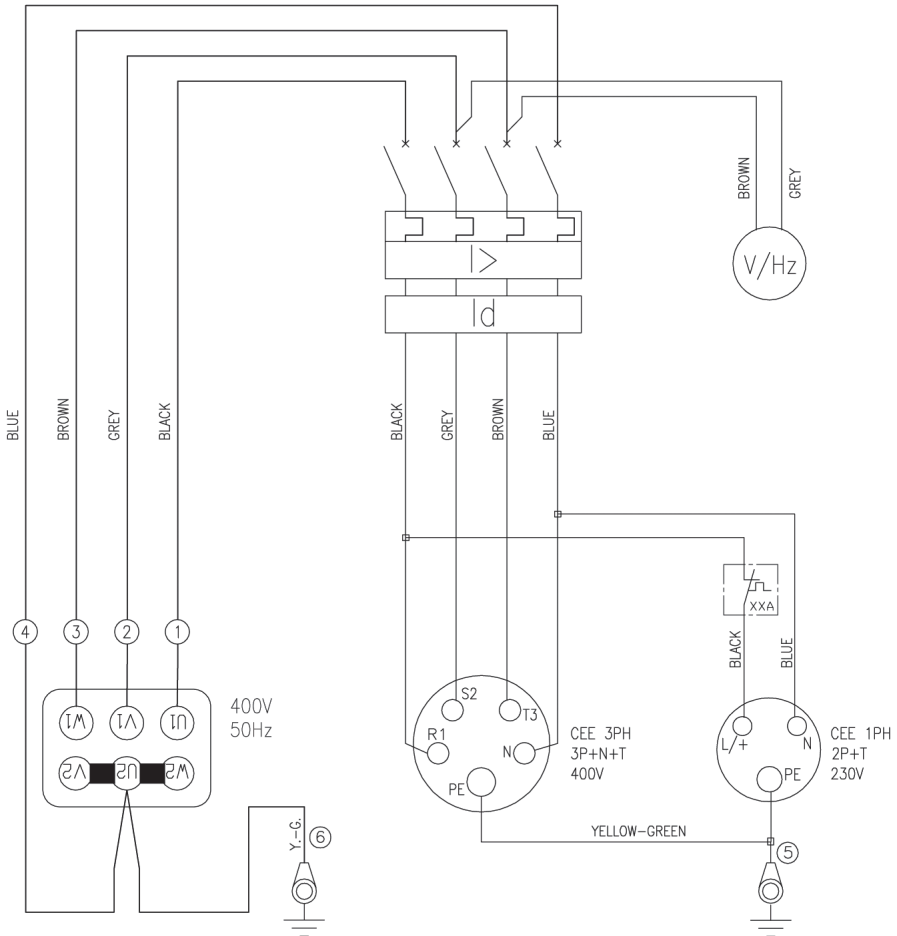 BROWN
GREY
V/Hz
I>
Id
BLUE
BROWN
GREY
BLACK
BLACK
GREY
BROWN
BLUE
XXA
BLACK
BLUE
4
3
2
1
400V
50Hz
W1
V1
U1
V2
U2
W2
S2
T3
R1
N
PE
CEE 3PH
3P+N+T
400V
L/+
N
PE
CEE 1PH
2P+T
230V
YELLOW-GREEN
Y.-G.
6
5